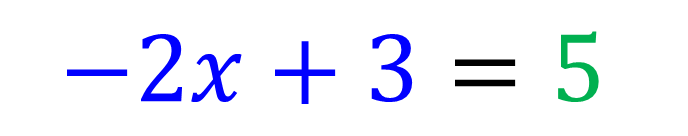 −2x + 3 = 5